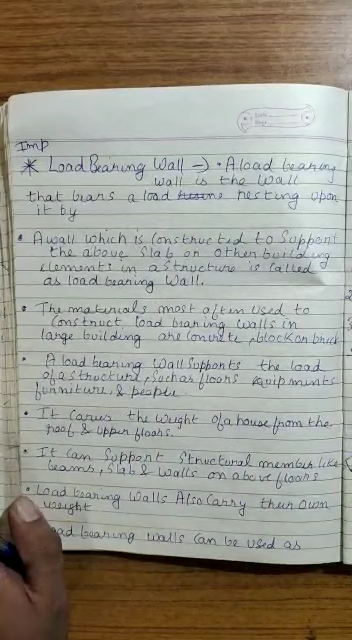 Imp
* Load Bearing Wall → • A load bearing
wall is the wall
that bears a load resting upon
it by
• A wall which is constructed to support
the above slab or other building
elements in a structure is called
as load bearing wall.
• The materials most often used to
construct load bearing walls in
large building are concrete, block or brick
• A load bearing wall supports the load
of a structure, such as floors equipments
furniture, & people.
• It carues the weight of a house from the
roof, & upper floors.
• It can support structural member like
beams, slab & walls on above floors
• Load bearing walls Also carry their own
weight
oad bearing walls can be used as